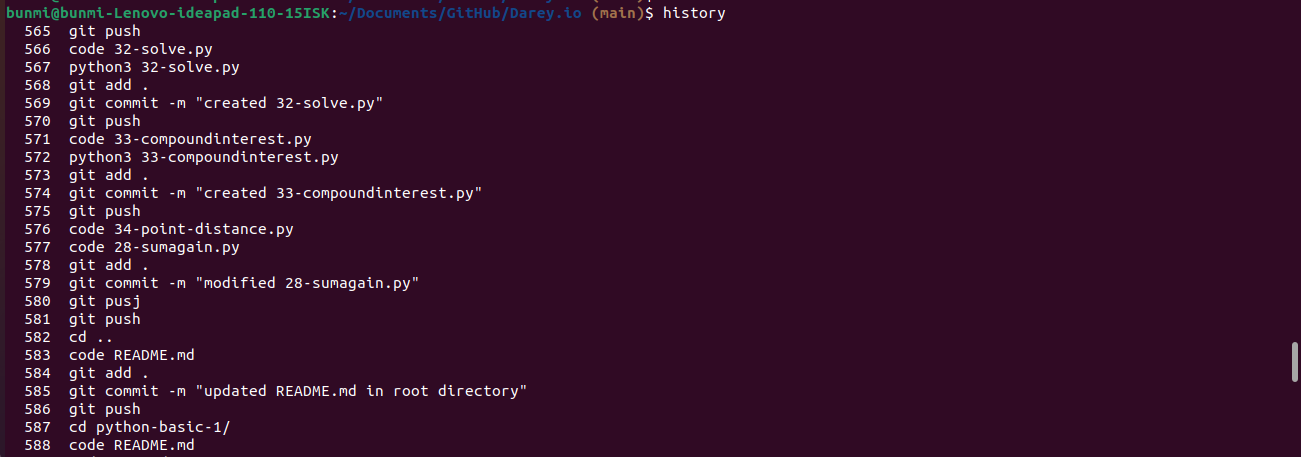 bunmi@bunmi-Lenovo-ideapad-110-15ISK:~/Documents/GitHub/Darey.io (main)$ history
565 git push
566 code 32-solve.py
567 python3 32-solve.py
568 git add .
569 git commit -m "created 32-solve.py"
570 git push
571 code 33-compoundinterest.py
572 python3 33-compoundinterest.py
573 git add .
574 git commit -m "created 33-compoundinterest.py"
575 git push
576 code 34-point-distance.py
577 code 28-sumagain.py
578 git add .
579 git commit -m "modified 28-sumagain.py"
580 git pusj
581 git push
582 cd ..
583 code README.md
584 git add .
585 git commit -m "updated README.md in root directory"
586 git push
587 cd python-basic-1/
588 code README.md